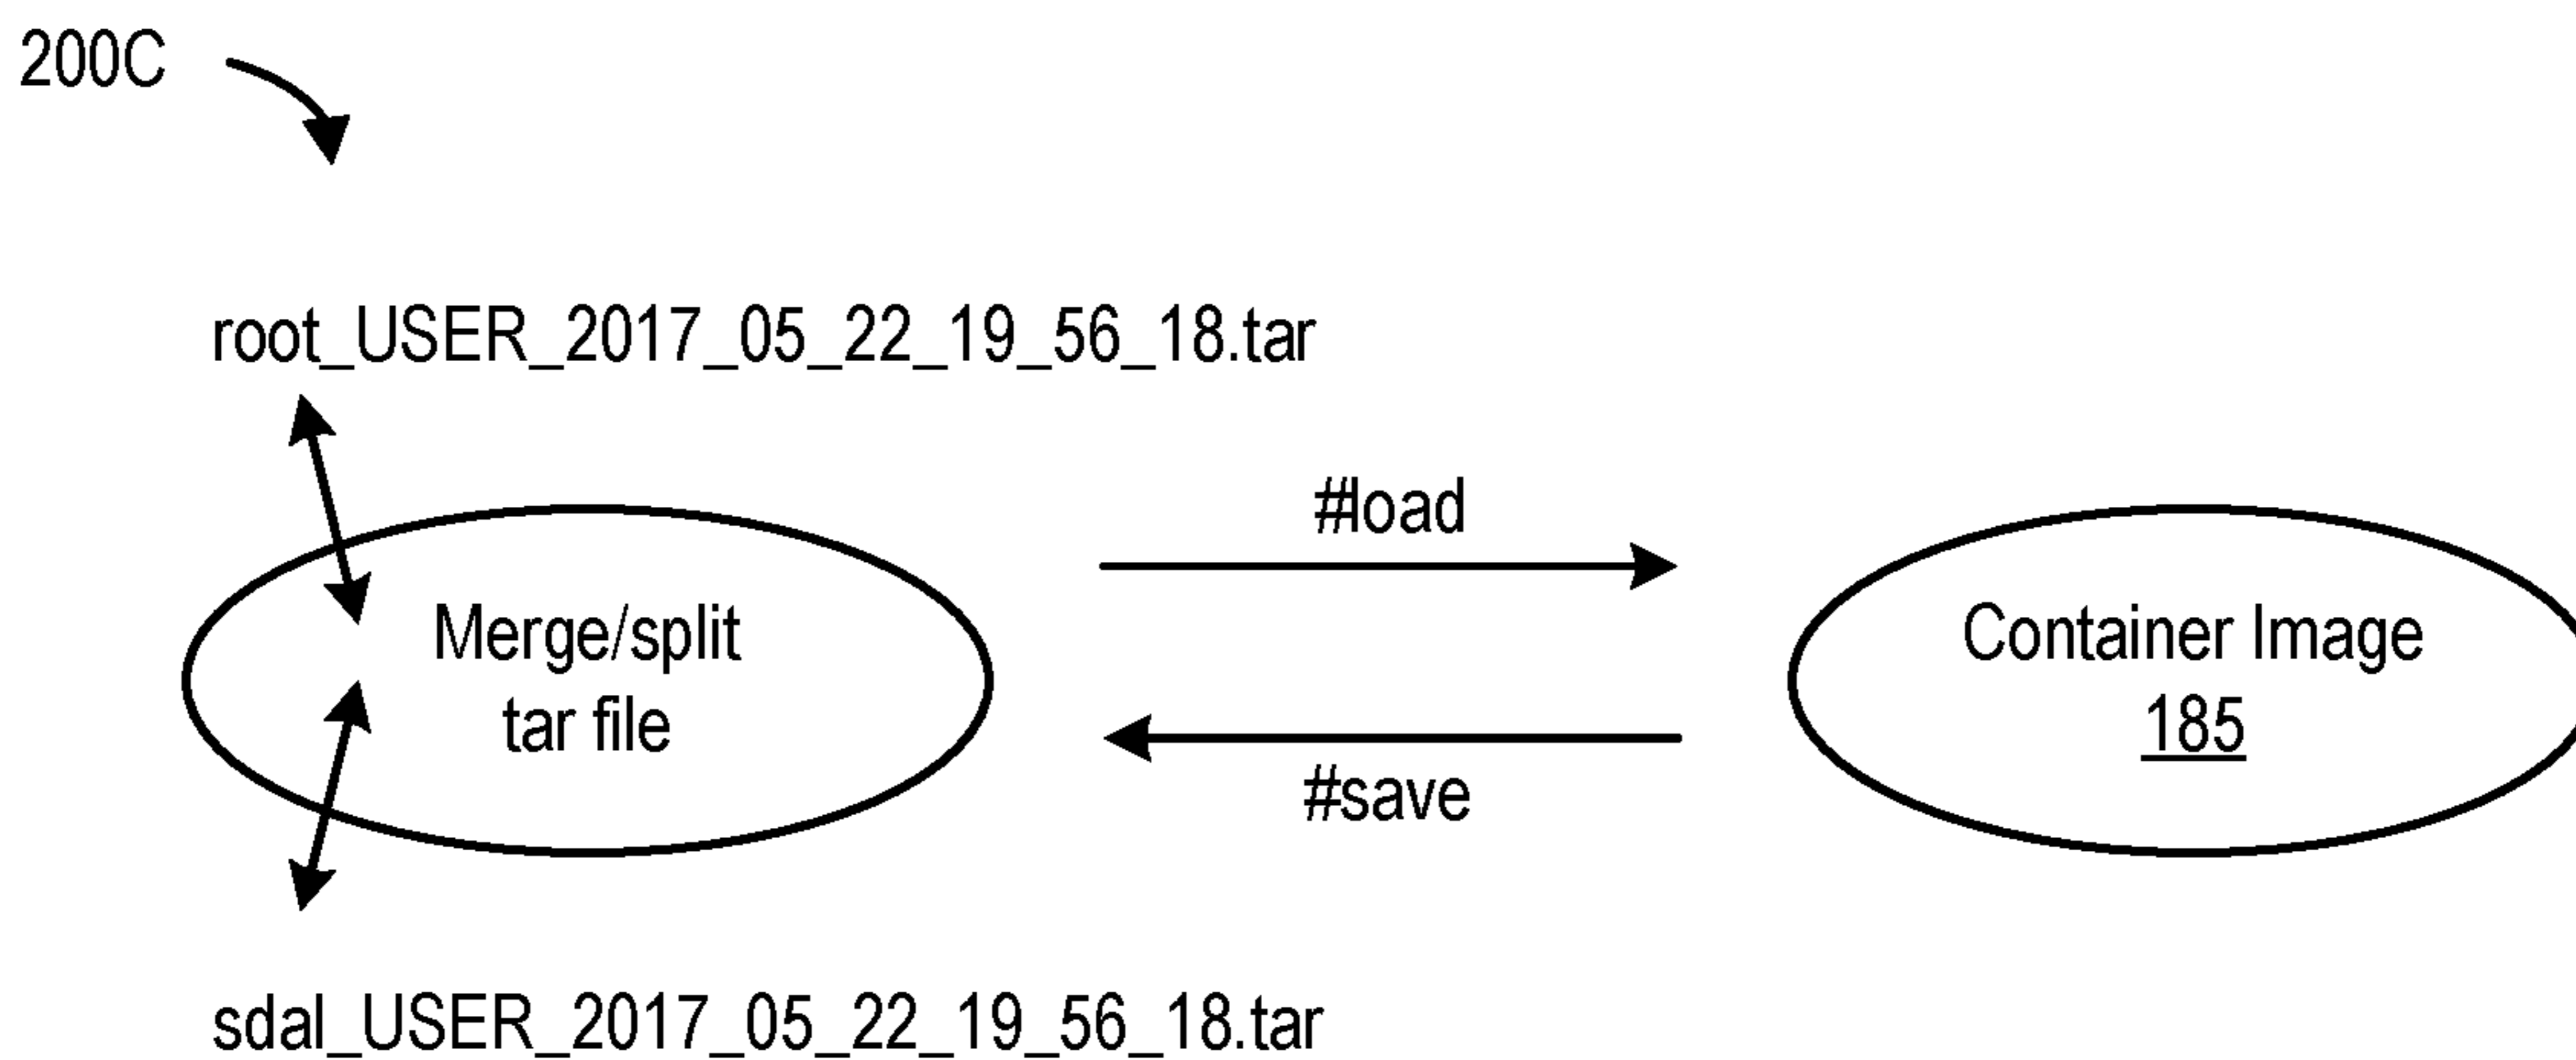 200C
root_USER_2017_05_22_19_56_18.tar
#load
Merge/split
tar file
Container Image
185
#save
sdal_USER_2017_05_22_19_56_18.tar